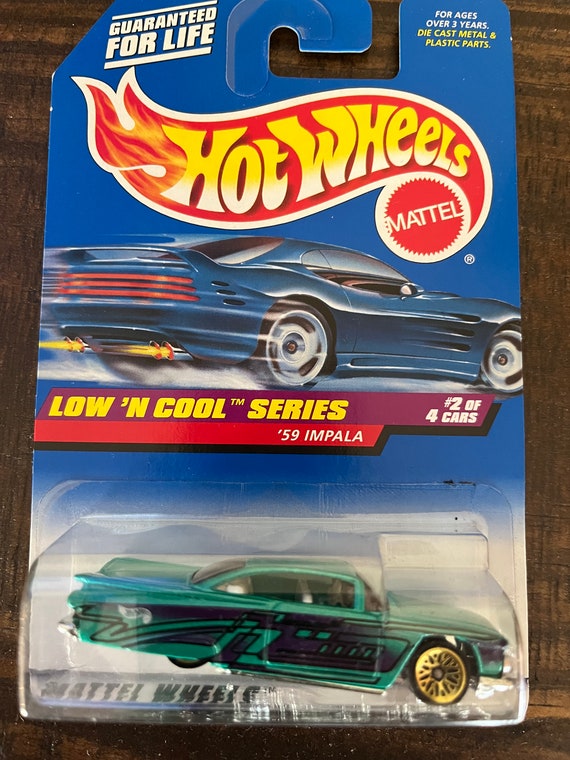 GUARANTEED
FOR LIFE
FOR AGES
OVER 3 YEARS.
DIE CAST METAL &
PLASTIC PARTS.
HOT WHEELS
MATTEL
®
LOW 'N COOL™ SERIES
#2 OF
4 CARS
'59 IMPALA
MATTEL WHEELS™